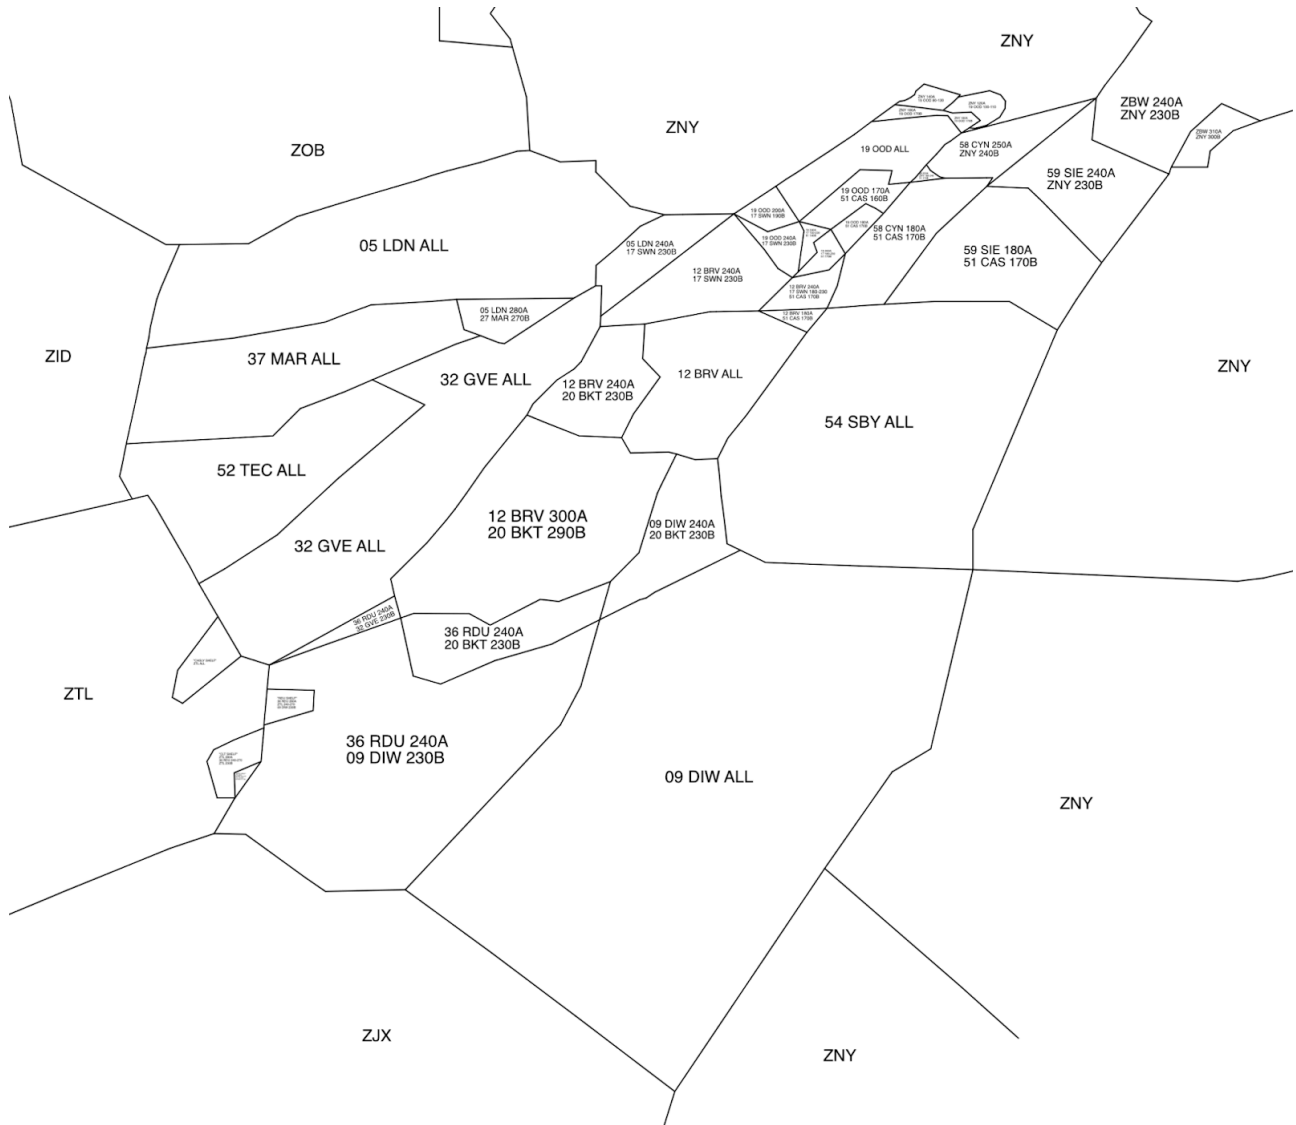 ZNY
ZBW 240A
ZNY 230B
ZNY
ZBW 310A
ZNY 300B
ZOB
19 OOD ALL
58 CYN 250A
ZNY 240B
59 SIE 240A
ZNY 230B
19 OOD 170A
51 CAS 160B
19 OOD 200A
17 SWN 190B
58 CYN 180A
51 CAS 170B
05 LDN ALL
05 LDN 240A
17 SWN 230B
19 OOD 240A
17 SWN 230B
59 SIE 180A
51 CAS 170B
12 BRV 240A
17 SWN 230B
12 BRV 240A
17 SWN 180-230
51 CAS 170B
05 LDN 280A
27 MAR 270B
12 BRV 180A
51 CAS 170B
ZID
37 MAR ALL
32 GVE ALL
12 BRV 240A
20 BKT 230B
12 BRV ALL
ZNY
54 SBY ALL
52 TEC ALL
12 BRV 300A
20 BKT 290B
09 DIW 240A
20 BKT 230B
32 GVE ALL
36 RDU 240A
32 GVE 230B
36 RDU 240A
20 BKT 230B
ZTL
36 RDU 240A
09 DIW 230B
09 DIW ALL
ZNY
ZJX
ZNY